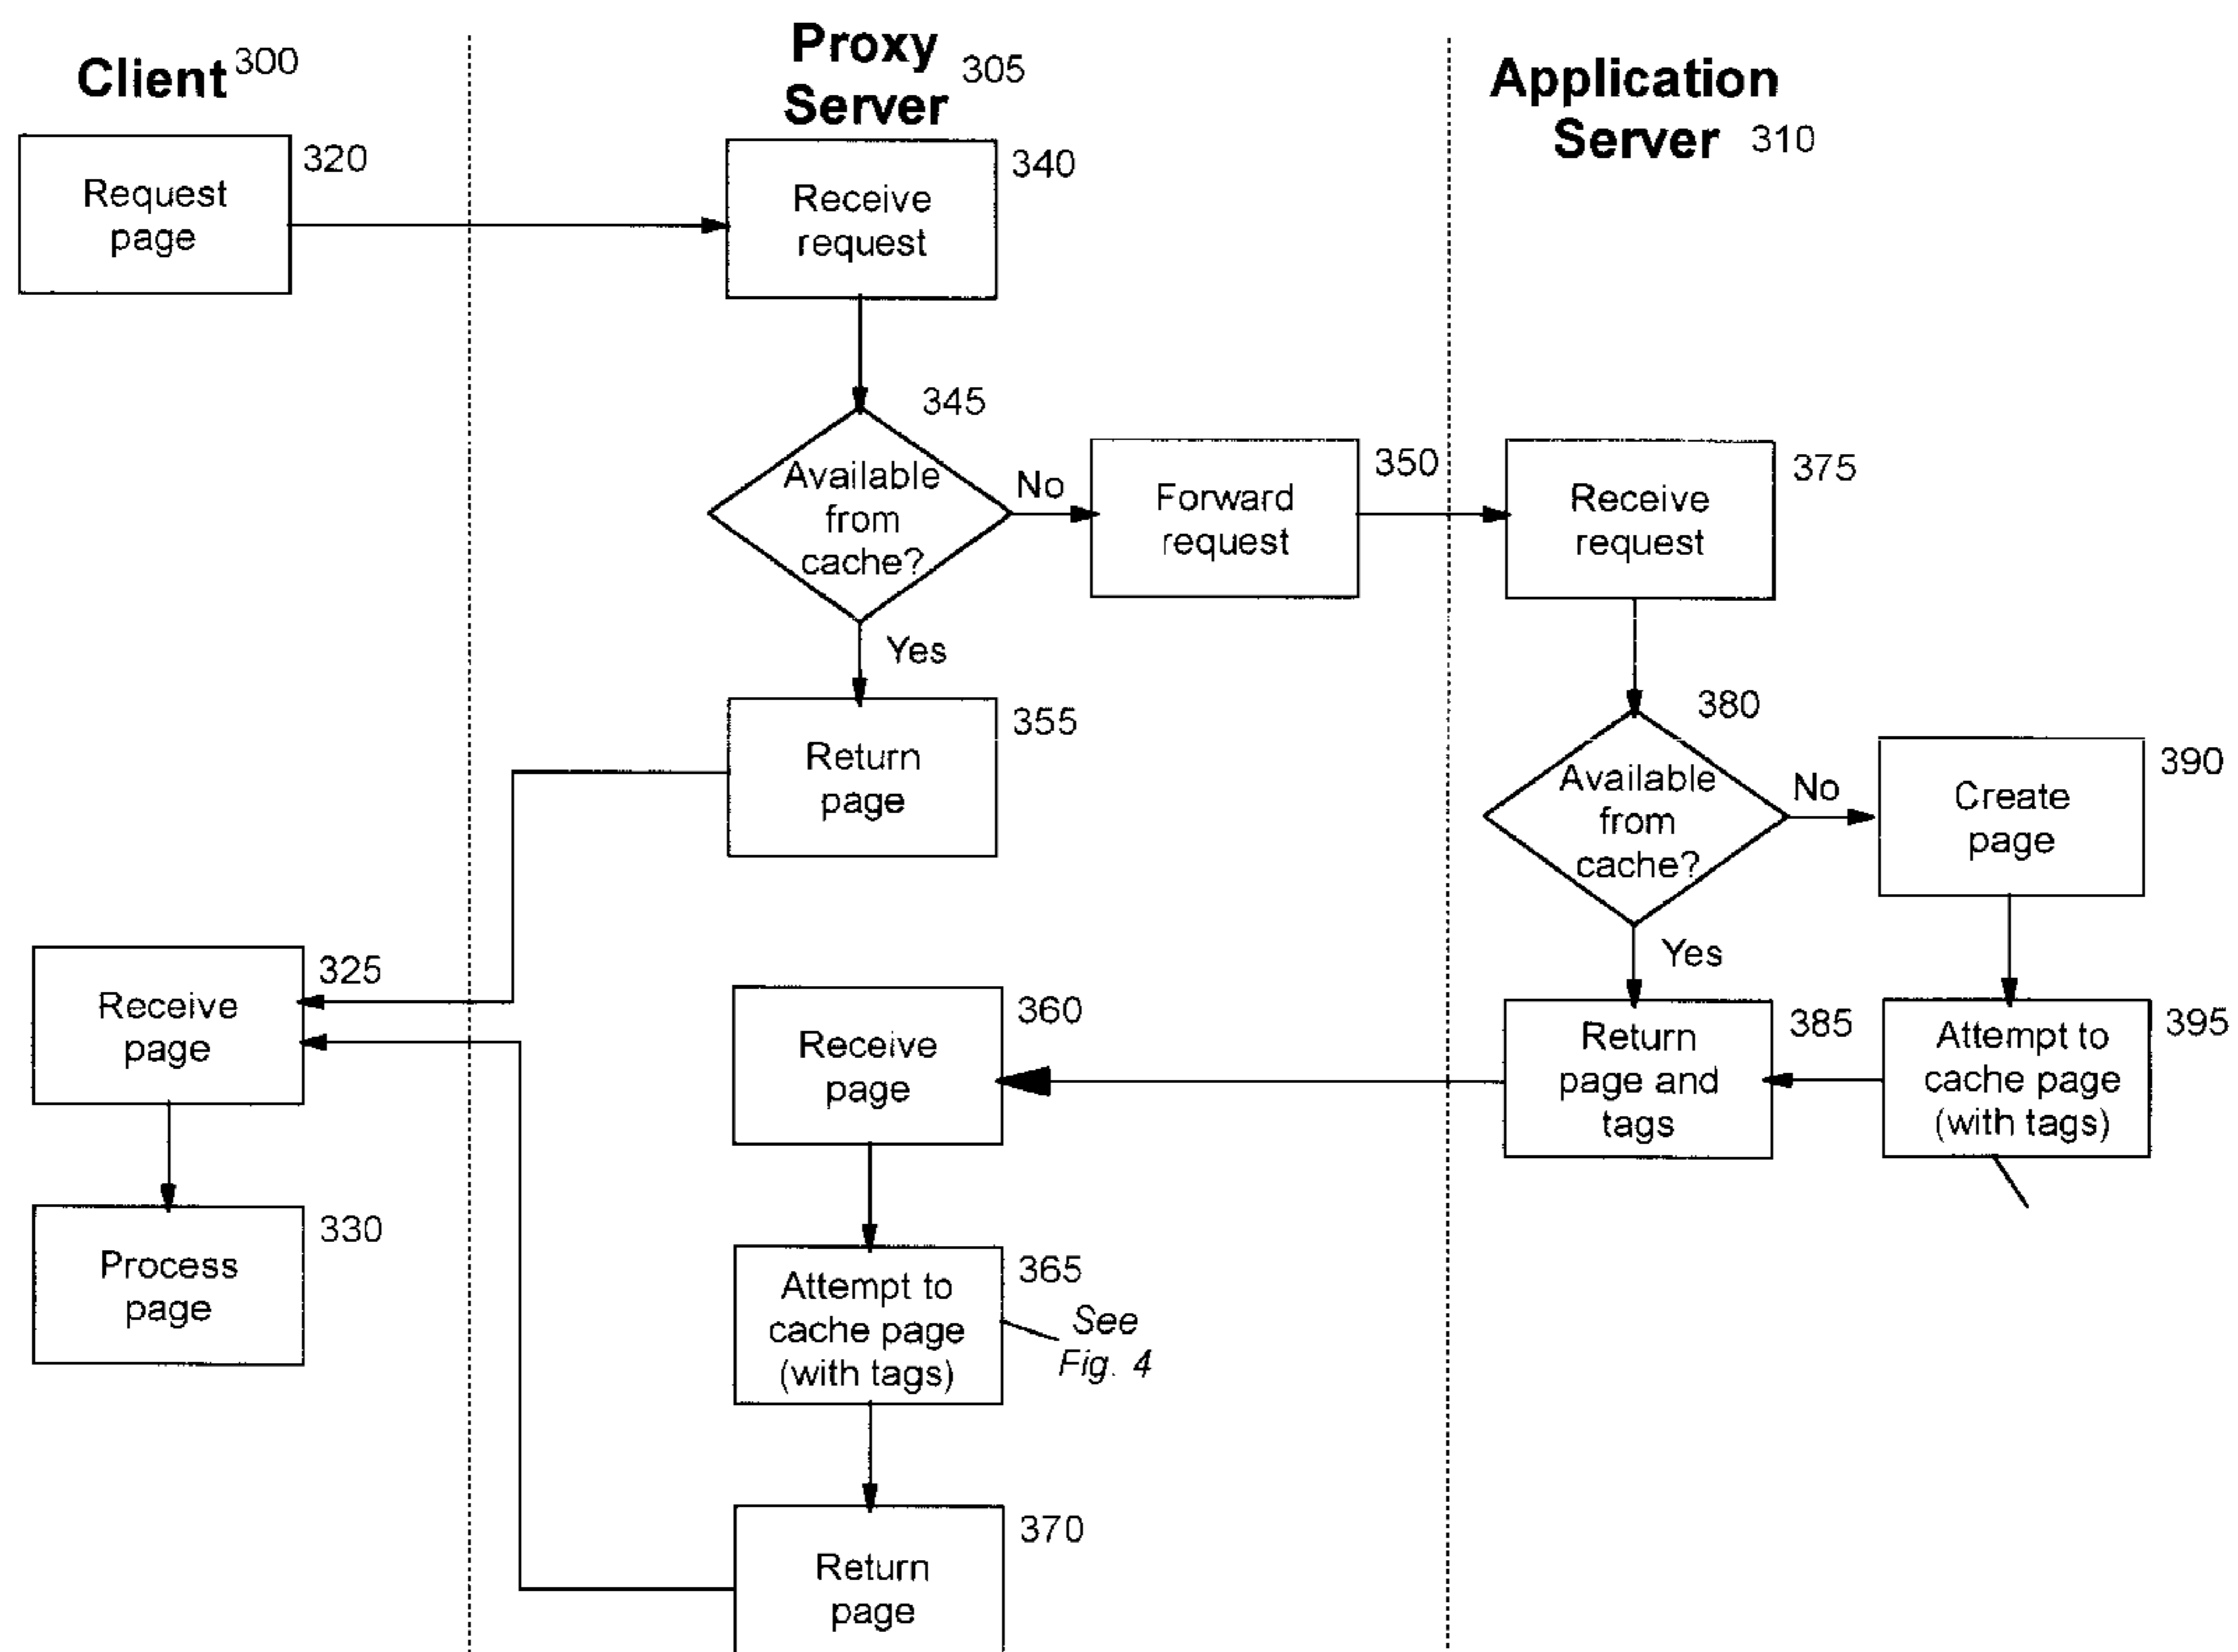 Client 300
Proxy
Server 305
Application
Server 310
Request
page
320
Receive
request
340
345
Available
from
cache?
No
Forward
request
350
Receive
request
375
Yes
Return
page
355
380
Available
from
cache?
No
Create
page
390
Yes
Receive
page
325
Receive
page
360
Return
page and
tags
385
Attempt to
cache page
(with tags)
395
Process
page
330
Attempt to
cache page
(with tags)
365
See
Fig. 4
Return
page
370